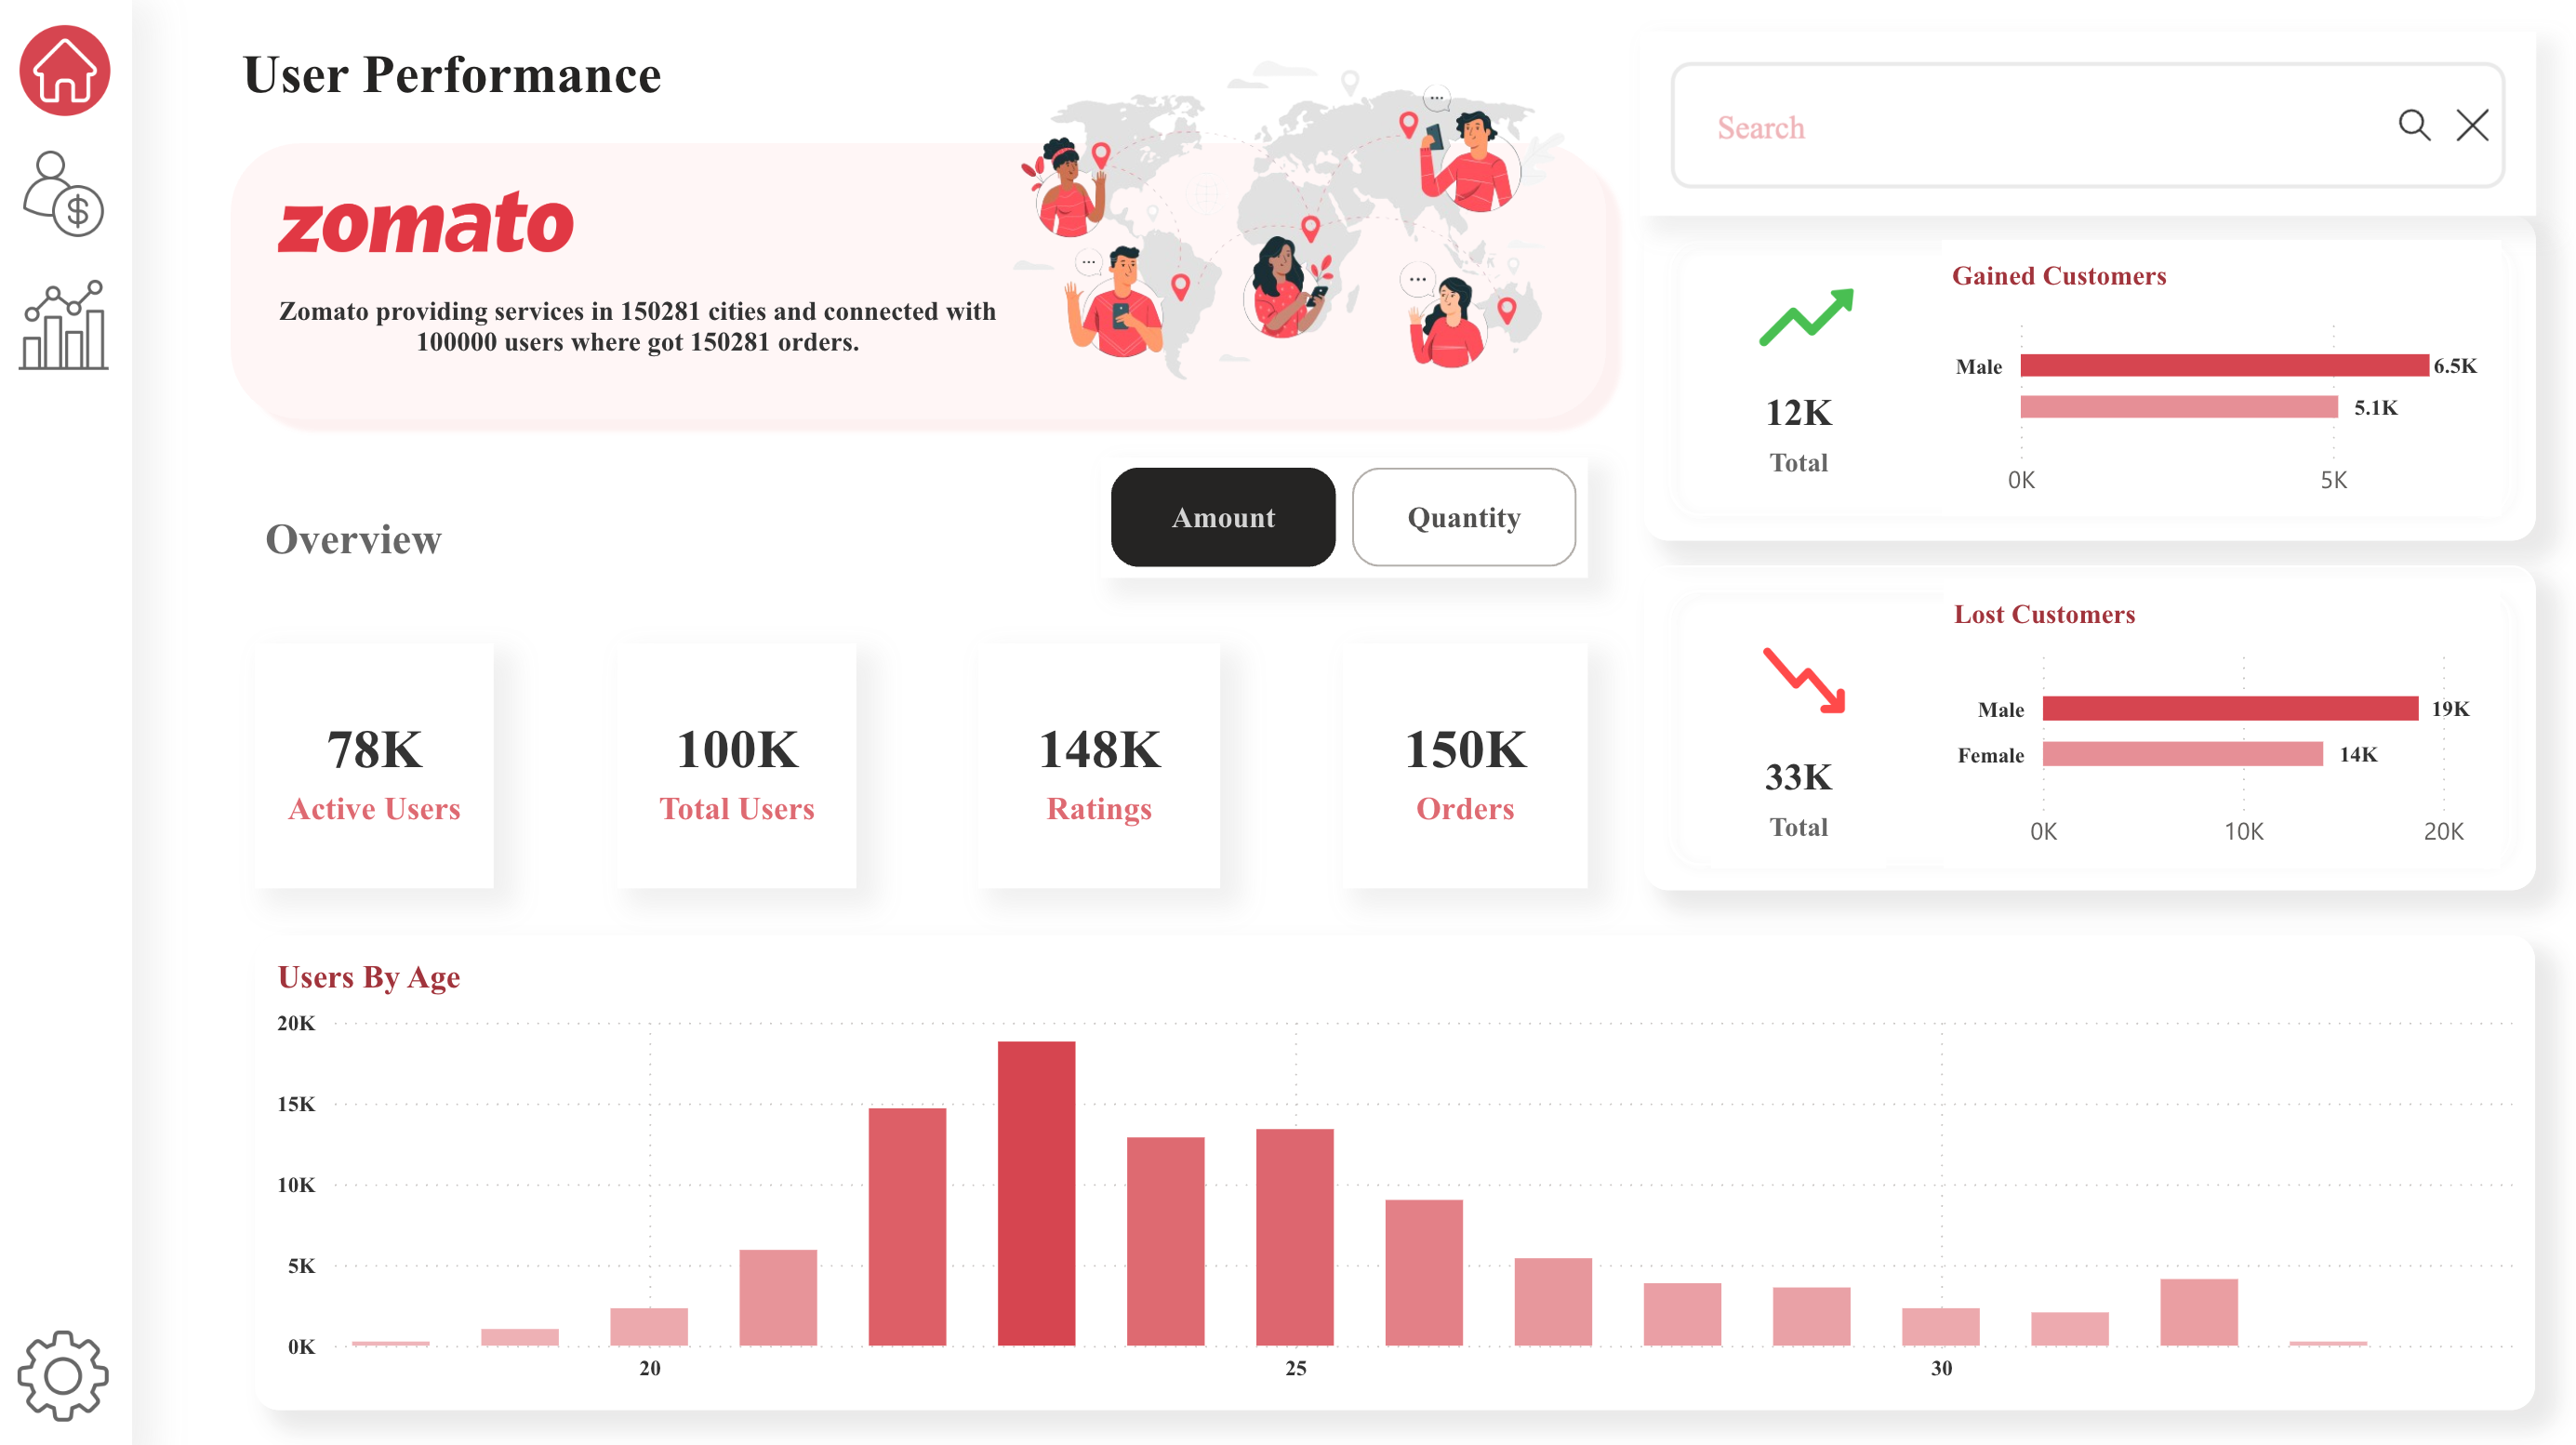 User Performance
zomato
Zomato providing services in 150281 cities and connected with
100000 users where got 150281 orders.
Search
Gained Customers
Male
6.5K
5.1K
0K
5K
12K
Total
Overview
Amount
Quantity
Lost Customers
Male
19K
Female
14K
0K
10K
20K
33K
Total
78K
Active Users
100K
Total Users
148K
Ratings
150K
Orders
Users By Age
20K
15K
10K
5K
0K
20
25
30